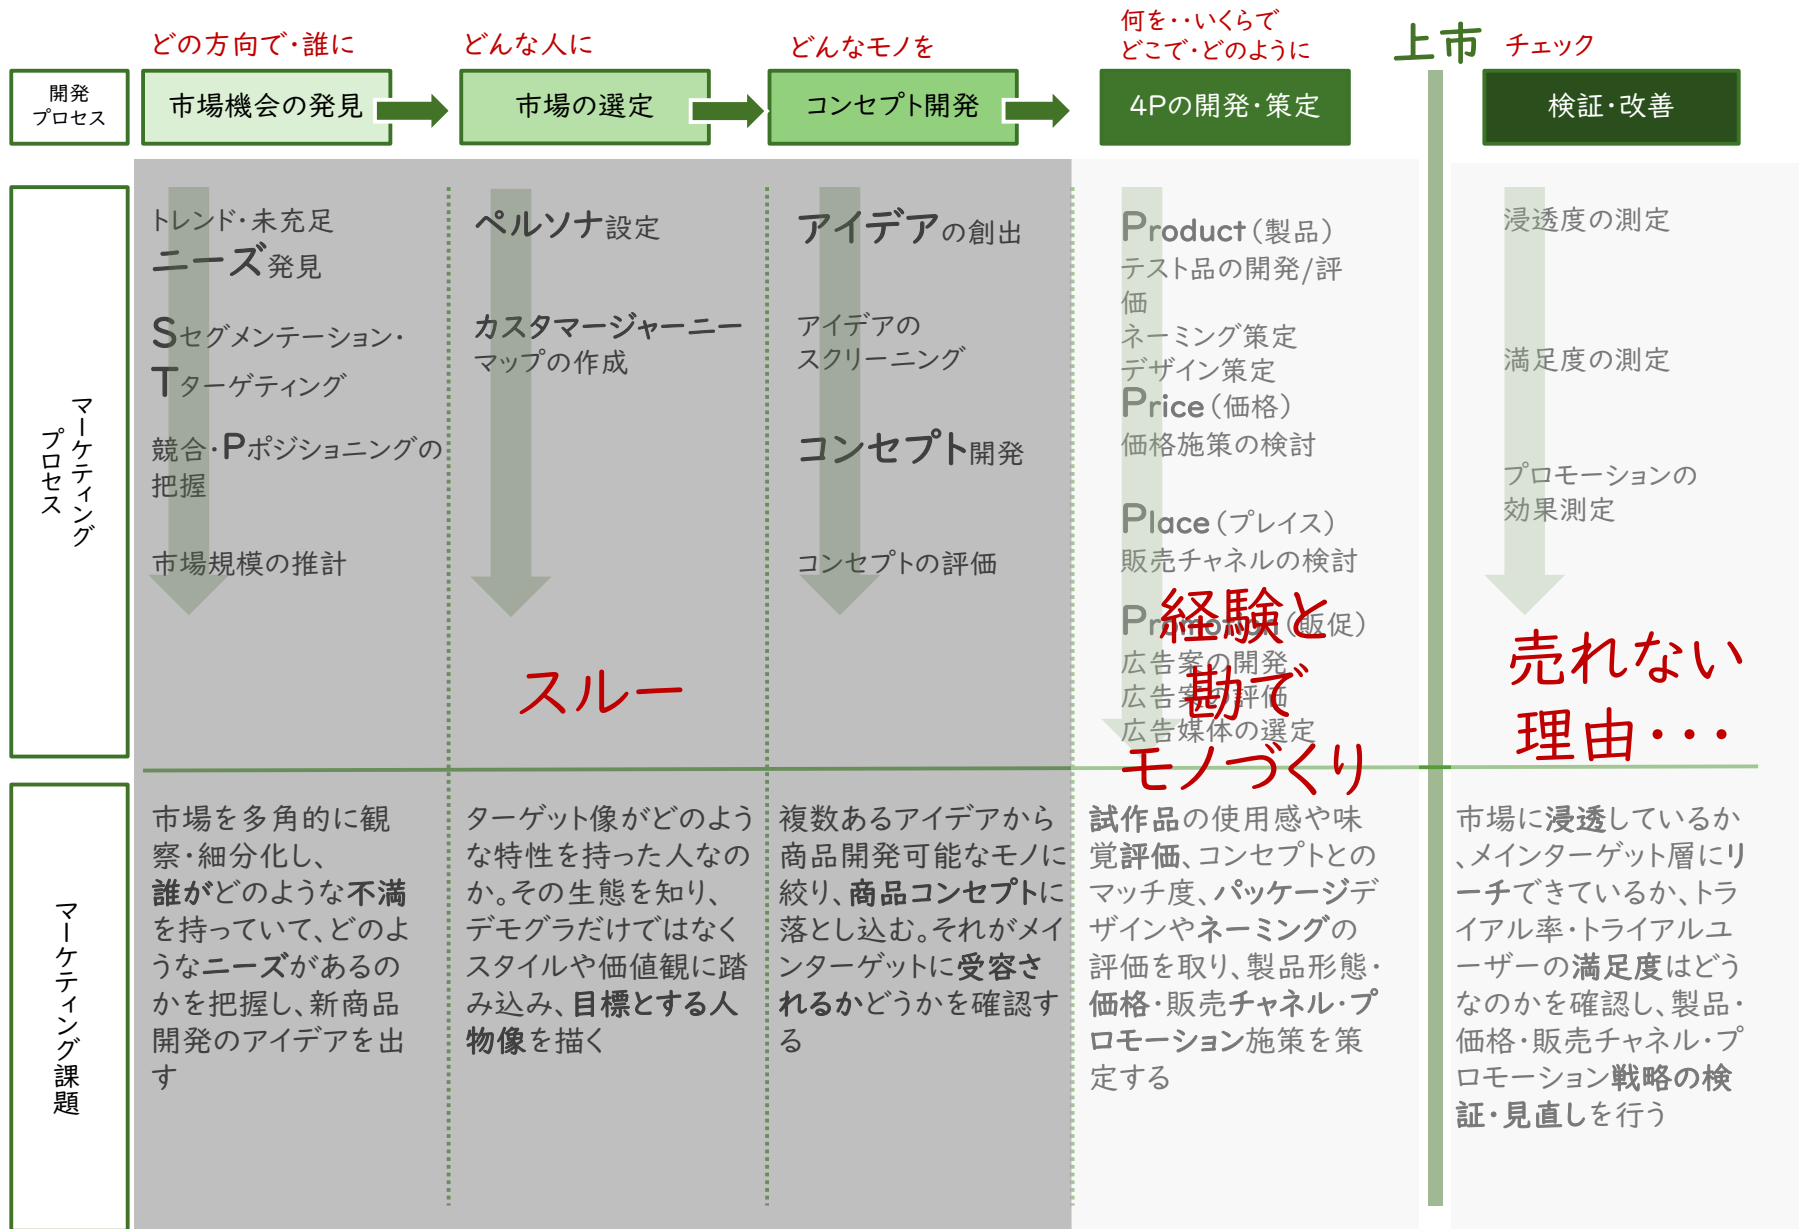 どの方向で・誰に
どんな人に
どんなモノを
何を・・いくらで
どこで・どのように
上市
チェック
開発
プロセス
市場機会の発見
市場の選定
コンセプト開発
4Pの開発・策定
検証・改善
マーケティング
プロセス
トレンド・未充足
ニーズ発見
Sセグメンテーション・
Tターゲティング
競合・Pポジショニングの
把握
市場規模の推計
ペルソナ設定
カスタマージャーニー
マップの作成
アイデアの創出
アイデアの
スクリーニング
コンセプト開発
コンセプトの評価
Product(製品)
テスト品の開発/評
価
ネーミング策定
デザイン策定
Price(価格)
価格施策の検討
Place(プレイス)
販売チャネルの検討
Promotion(販促)
広告案の開発
広告案の評価
広告媒体の選定
浸透度の測定
満足度の測定
プロモーションの
効果測定
スルー
経験と
勘で
モノづくり
売れない
理由・・・
マーケティング課題
市場を多角的に観
察・細分化し、
誰がどのような不満
を持っていて、どのよ
うなニーズがあるの
かを把握し、新商品
開発のアイデアを出
す
ターゲット像がどのよう
な特性を持った人なの
か。その生態を知り、
デモグラだけではなく
スタイルや価値観に踏
み込み、目標とする人
物像を描く
複数あるアイデアから
商品開発可能なモノに
絞り、商品コンセプトに
落とし込む。それがメイ
ンターゲットに受容さ
れるかどうかを確認す
る
試作品の使用感や味
覚評価、コンセプトとの
マッチ度、パッケージデ
ザインやネーミングの
評価を取り、製品形態・
価格・販売チャネル・プ
ロモーション施策を策
定する
市場に浸透しているか
、メインターゲット層にリ
ーチできているか、トラ
イアル率・トライアルユ
ーザーの満足度はどう
なのかを確認し、製品・
価格・販売チャネル・プ
ロモーション戦略の検
証・見直しを行う